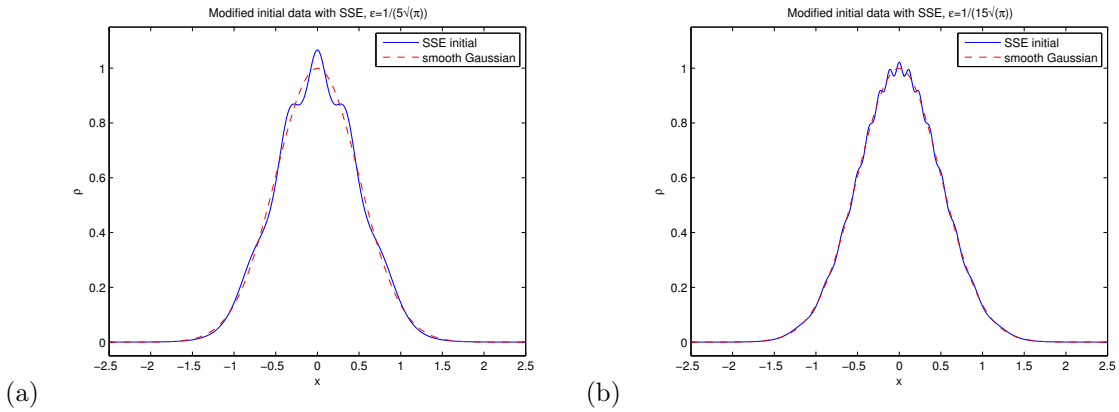 Modified initial data with SSE, ε=1/(5√(π))
SSE initial
smooth Gaussian
1
0.8
0.6
0.4
0.2
0
ρ
−2.5 −2 −1.5 −1 −0.5 0 0.5 1 1.5 2 2.5
x
(a)
Modified initial data with SSE, ε=1/(15√(π))
SSE initial
smooth Gaussian
1
0.8
0.6
0.4
0.2
0
ρ
−2.5 −2 −1.5 −1 −0.5 0 0.5 1 1.5 2 2.5
x
(b)